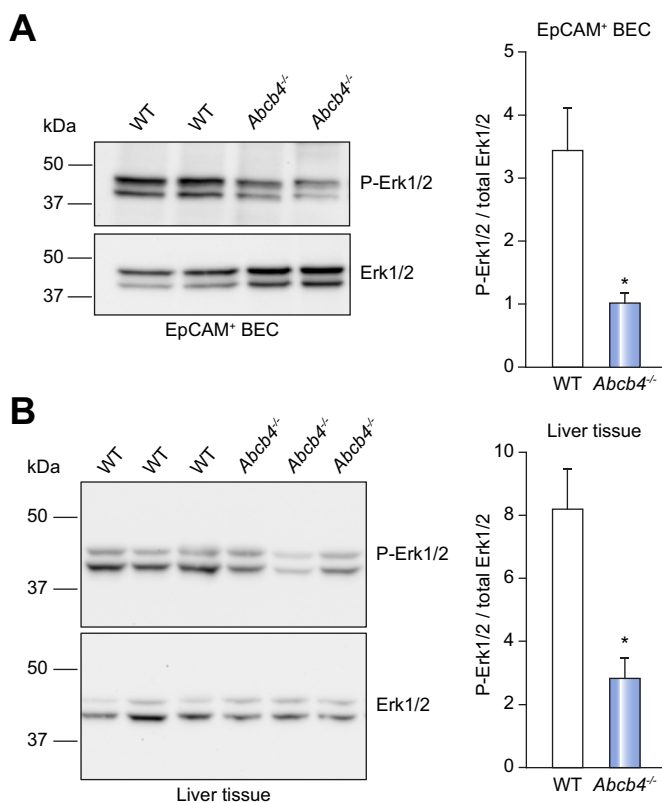 A
kDa
WT WT Abcb4-/- Abcb4-/-
50
37
P-Erk1/2
50
37
Erk1/2
EpCAM+ BEC
EpCAM+ BEC
P-Erk1/2 / total Erk1/2
5
4
3
2
1
0
*
WT Abcb4-/-
B
kDa
WT WT WT Abcb4-/- Abcb4-/- Abcb4-/-
50
37
P-Erk1/2
50
37
Erk1/2
Liver tissue
Liver tissue
P-Erk1/2 / total Erk1/2
10
8
6
4
2
0
*
WT Abcb4-/-